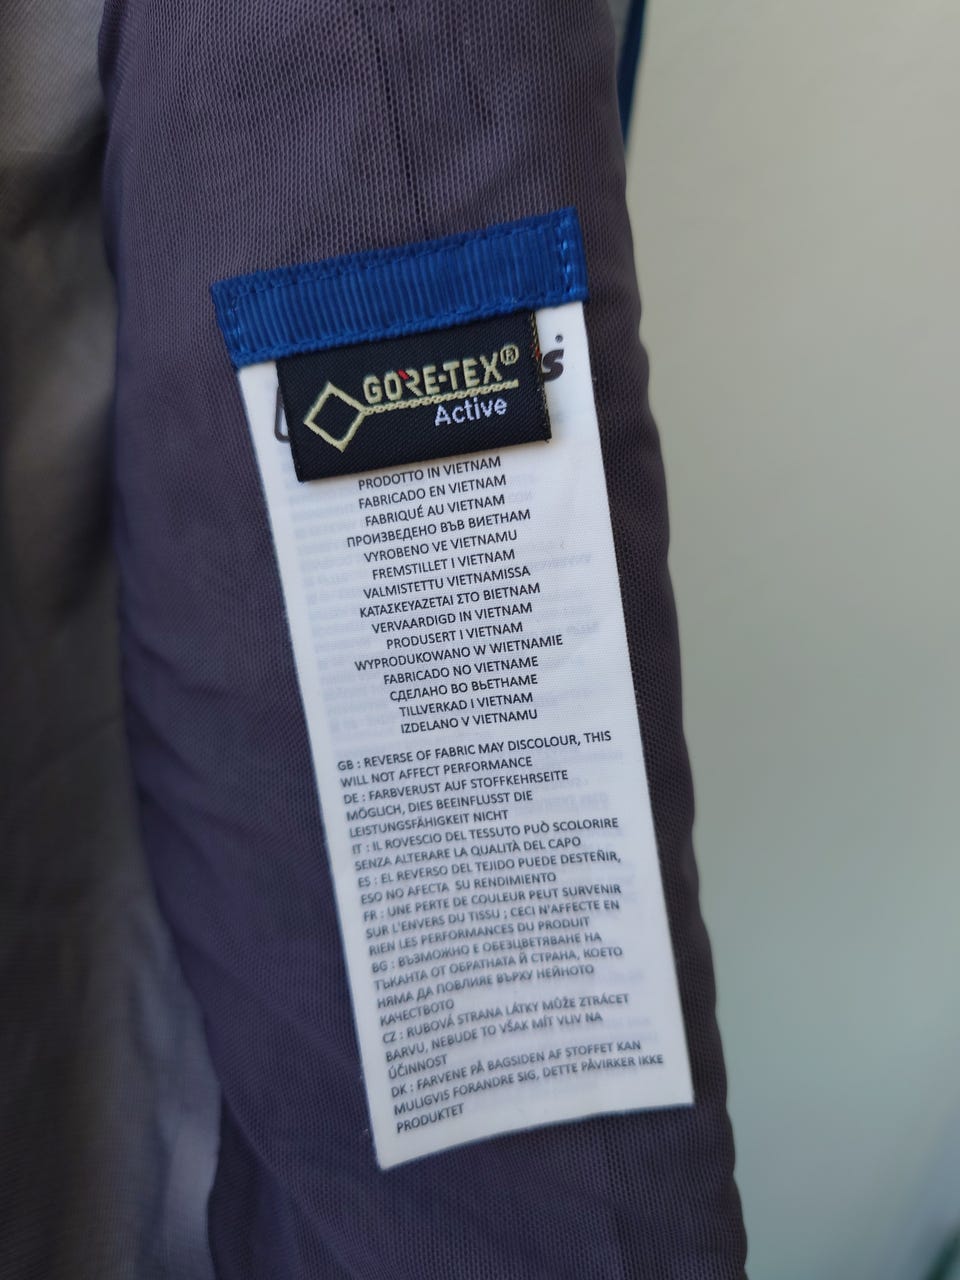 GORE-TEX®
Active
s
PRODOTTO IN VIETNAM
FABRICADO EN VIETNAM
FABRIQUÉ AU VIETNAM
ПРОИЗВЕДЕНО ВЪВ ВИЕТНАМ
VYROBENO VE VIETNAMU
FREMSTILLET I VIETNAM
VALMISTETTU VIETNAMISSA
ΚΑΤΑΣΚΕΥΑΖΕΤΑΙ ΣΤΟ ΒΙΕΤΝΑΜ
VERVAARDIGD IN VIETNAM
PRODUSERT I VIETNAM
WYPRODUKOWANO W WIETNAMIE
FABRICADO NO VIETNAME
СДЕЛАНО ВО ВЬЕТНАМЕ
TILLVERKAD I VIETNAM
IZDELANO V VIETNAMU
GB : REVERSE OF FABRIC MAY DISCOLOUR, THIS
WILL NOT AFFECT PERFORMANCE
DE : FARBVERUST AUF STOFFKEHRSEITE
MÖGLICH, DIES BEEINFLUSST DIE
LEISTUNGSFÄHIGKEIT NICHT
IT : IL ROVESCIO DEL TESSUTO PUÒ SCOLORIRE
SENZA ALTERARE LA QUALITÀ DEL CAPO
ES : EL REVERSO DEL TEJIDO PUEDE DESTEÑIR,
ESO NO AFECTA SU RENDIMIENTO
FR : UNE PERTE DE COULEUR PEUT SURVENIR
SUR L'ENVERS DU TISSU ; CECI N'AFFECTE EN
RIEN LES PERFORMANCES DU PRODUIT
BG : ВЪЗМОЖНО Е ОБЕЗЦВЕТЯВАНЕ НА
ТЪКАНТА ОТ ОБРАТНАТА Й СТРАНА, КОЕТО
НЯМА ДА ПОВЛИЯЕ ВЪРХУ НЕЙНОТО
КАЧЕСТВОТО
CZ : RUBOVÁ STRANA LÁTKY MŮŽE ZTRÁCET
BARVU, NEBUDE TO VŠAK MÍT VLIV NA
ÚČINNOST
DK : FARVENE PÅ BAGSIDEN AF STOFFET KAN
MULIGVIS FORANDRE SIG, DETTE PÅVIRKER IKKE
PRODUKTET